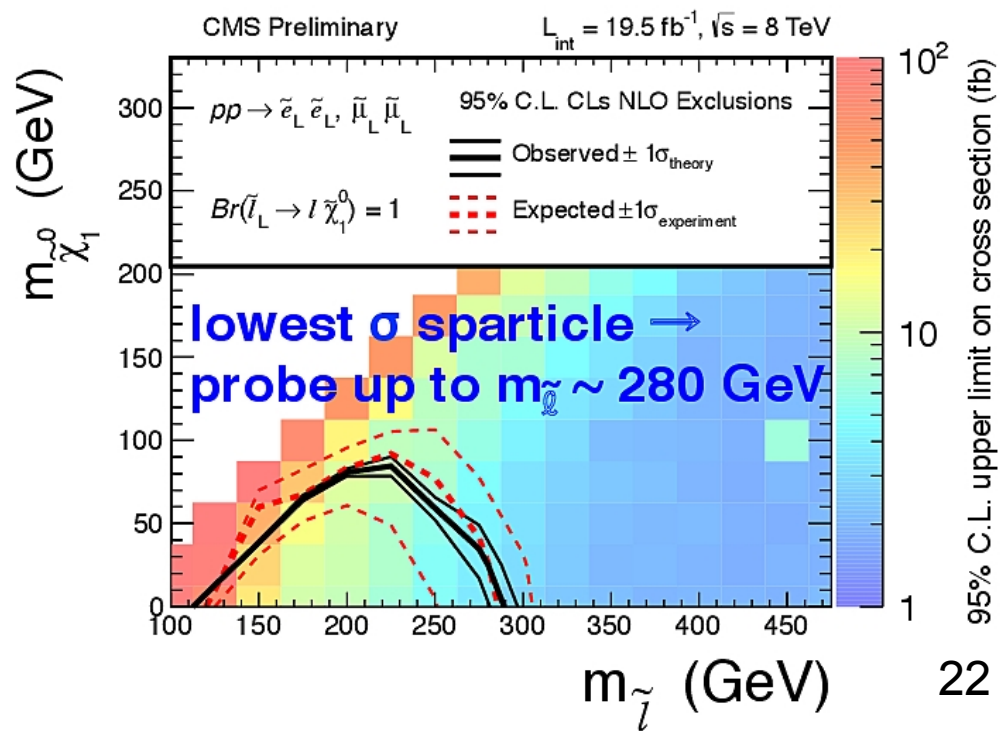 CMS Preliminary
L_int = 19.5 fb⁻¹, √s = 8 TeV
m_χ̃₁⁰ (GeV)
pp → ẽ_L ẽ_L, μ̃_L μ̃_L
Br(l̃_L → l χ̃₁⁰) = 1
95% C.L. CLs NLO Exclusions
Observed ± 1σ_theory
Expected ±1σ_experiment
lowest σ sparticle →
probe up to m_ℓ̃ ~ 280 GeV
300
250
200
150
100
50
0
100 150 200 250 300 350 400 450
m_l̃ (GeV)
10²
10
1
95% C.L. upper limit on cross section (fb)
22